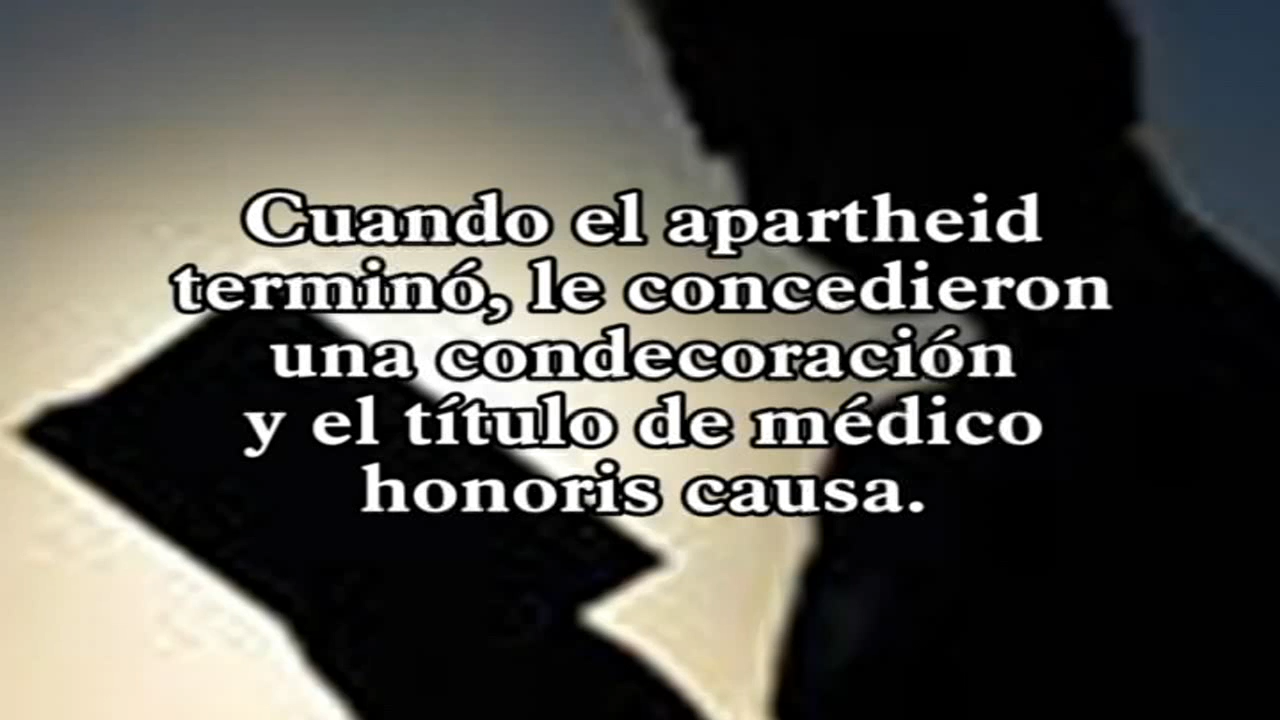 Cuando el apartheid
terminó, le concedieron
una condecoración
y el título de médico
honoris causa.